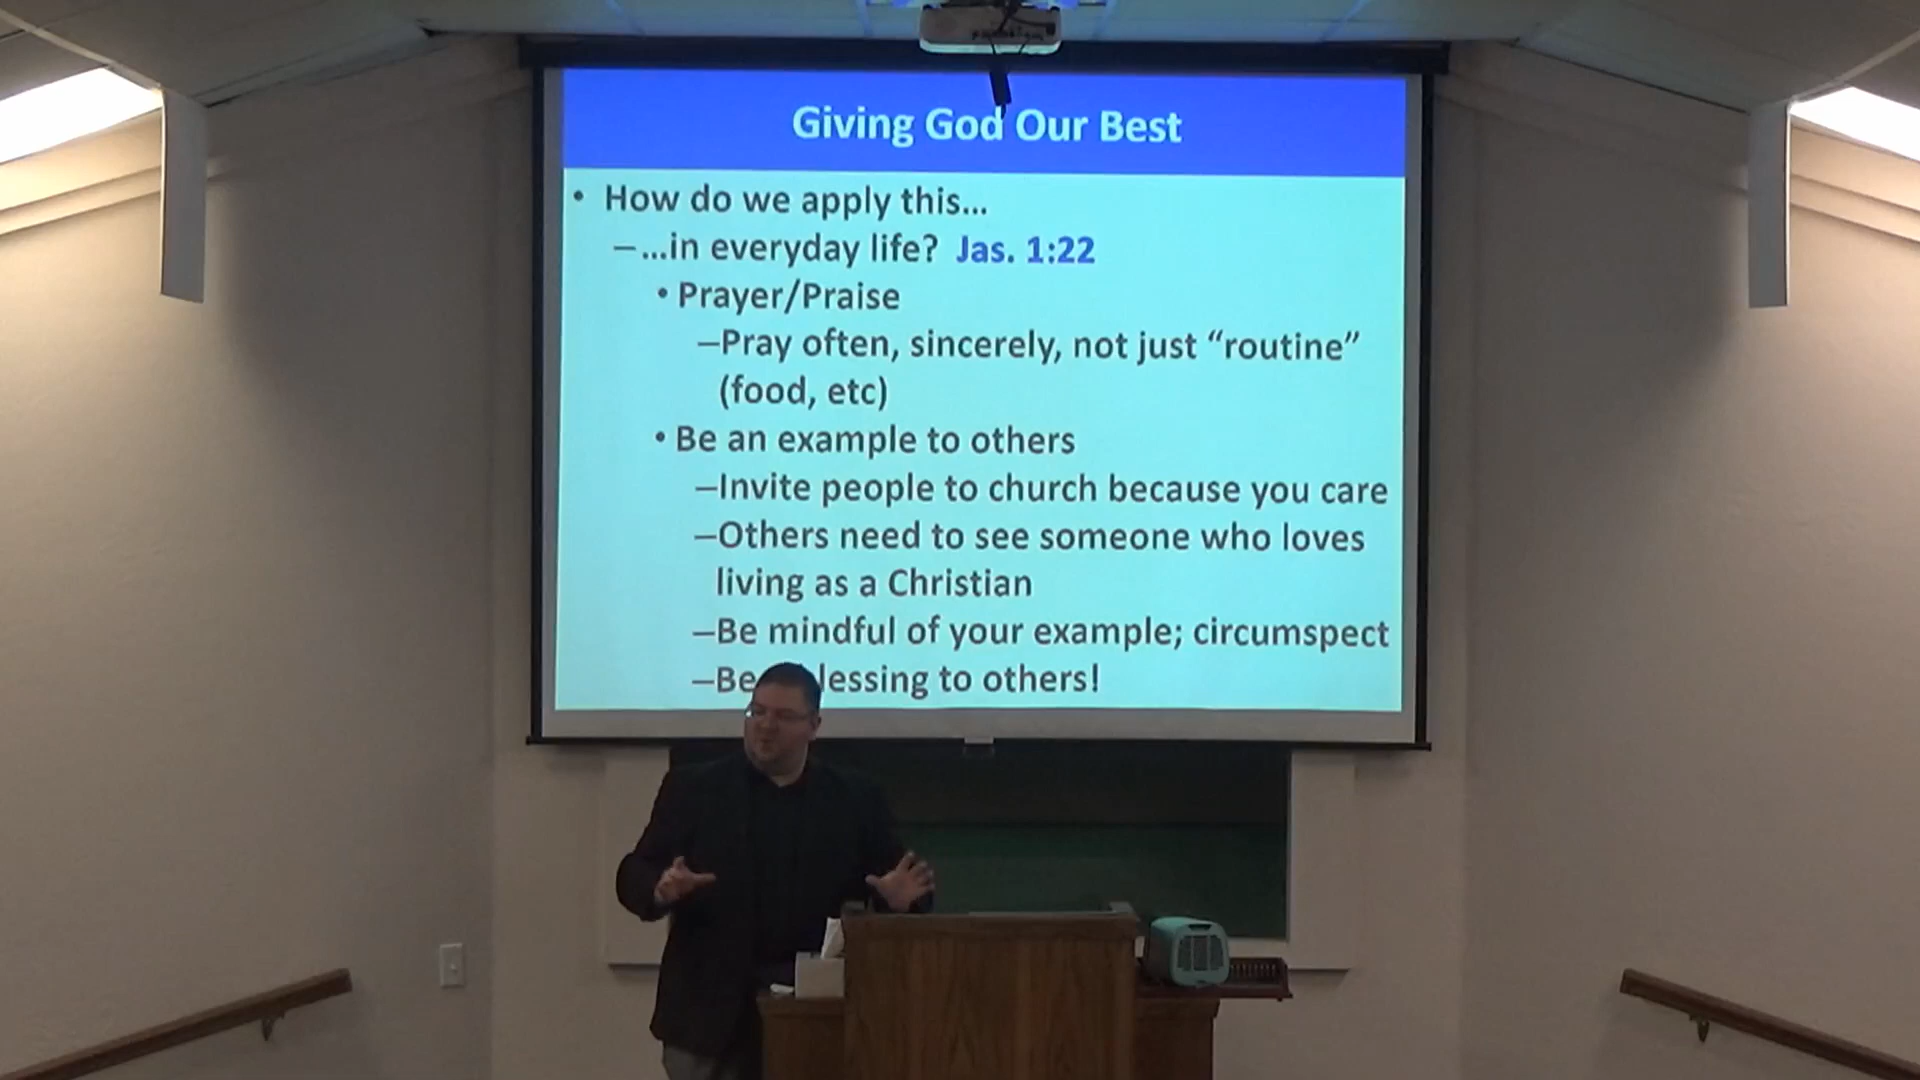 Giving God Our Best
• How do we apply this...
–...in everyday life? Jas. 1:22
• Prayer/Praise
–Pray often, sincerely, not just “routine”
(food, etc)
• Be an example to others
–Invite people to church because you care
–Others need to see someone who loves
living as a Christian
–Be mindful of your example; circumspect
–Be lessing to others!